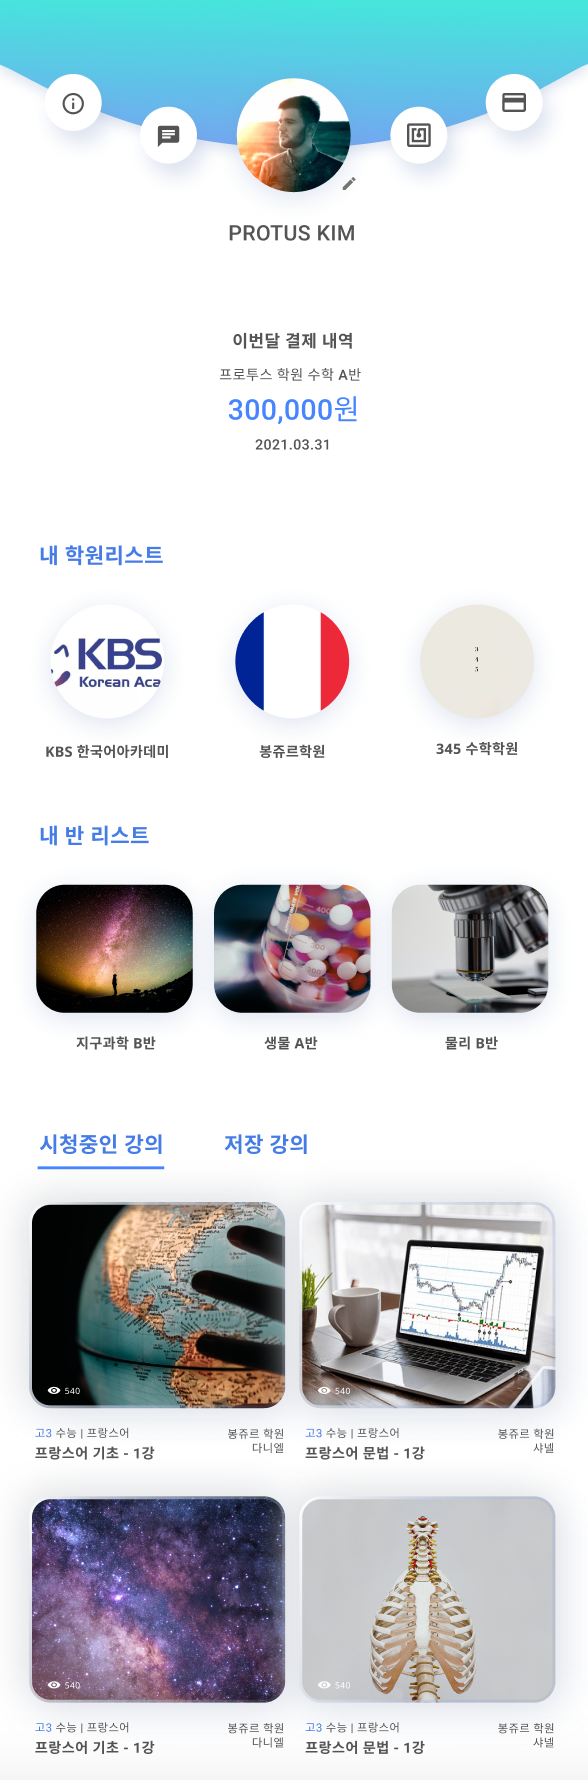 PROTUS KIM
이번달 결제 내역
프로투스 학원 수학 A반
300,000원
2021.03.31
내 학원리스트
KBS
Korean Aca
3
4
5
KBS 한국어아카데미
봉쥬르학원
345 수학학원
내 반 리스트
400
300
200
지구과학 B반
생물 A반
물리 B반
시청중인 강의
저장 강의
540
540
고3 수능 | 프랑스어
봉쥬르 학원
프랑스어 기초 - 1강
다니엘
고3 수능 | 프랑스어
봉쥬르 학원
프랑스어 문법 - 1강
샤넬
540
540
고3 수능 | 프랑스어
봉쥬르 학원
프랑스어 기초 - 1강
다니엘
고3 수능 | 프랑스어
봉쥬르 학원
프랑스어 문법 - 1강
샤넬